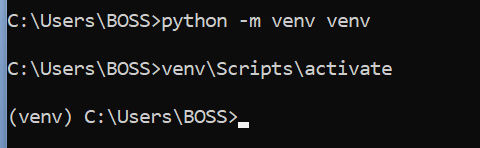 C:\Users\BOSS>python -m venv venv
C:\Users\BOSS>venv\Scripts\activate
(venv) C:\Users\BOSS>